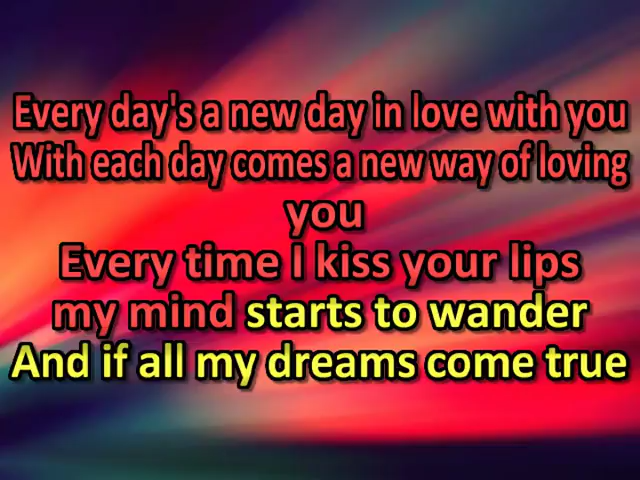 Every day's a new day in love with you
With each day comes a new way of loving
you
Every time I kiss your lips
my mind starts to wander
And if all my dreams come true